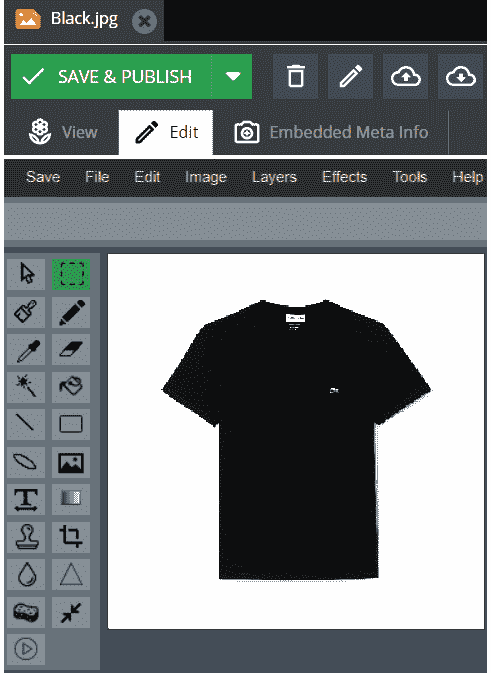 Black.jpg
SAVE & PUBLISH
View Edit Embedded Meta Info
Save File Edit Image Layers Effects Tools Help